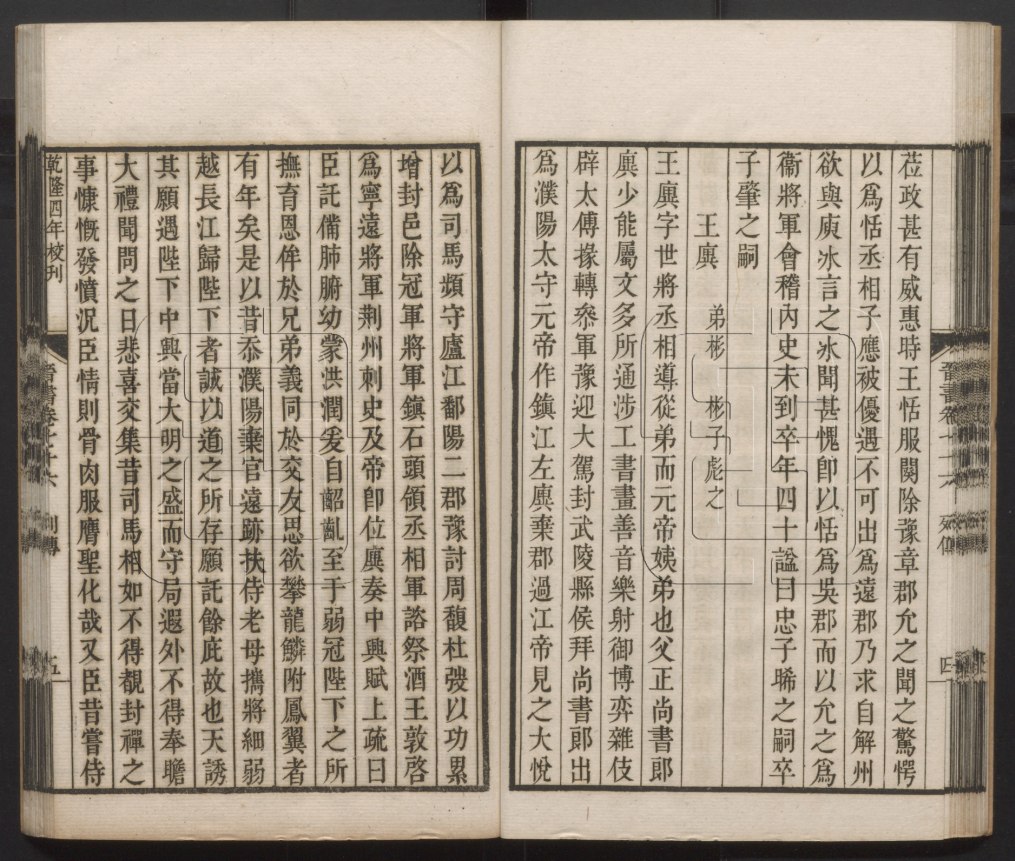 莅政甚有威惠時王恬服闋除豫章郡允之聞之驚愕
以爲恬丞相子應被優遇不可出爲遠郡乃求自解州
欲與庾冰言之冰聞甚愧卽以恬爲吳郡而以允之爲
衞將軍會稽內史未到卒年四十諡曰忠子晞之嗣卒
子肇之嗣
王廙 弟彬 彬子彪之
王廙字世將丞相導從弟而元帝姨弟也父正尚書郎
廙少能屬文多所通涉工書畫善音樂射御博弈雜伎
辟太傅掾轉叅軍豫迎大駕封武陵縣侯拜尚書郎出
爲濮陽太守元帝作鎭江左廙棄郡過江帝見之大悅
以爲司馬頻守廬江鄱陽二郡豫討周馥杜弢以功累
增封邑除冠軍將軍鎭石頭領丞相軍諮祭酒王敦啓
爲寧遠將軍荆州刺史及帝卽位廙奏中興賦上疏曰
臣託備肺腑幼蒙洪潤爰自齠齓至于弱冠陛下之所
撫育恩侔於兄弟義同於交友思欲攀龍鱗附鳳翼者
有年矣是以昔忝濮陽棄官遠跡扶侍老母攜將細弱
越長江歸陛下者誠以道之所存願託餘庇故也天誘
其願遇陛下中興當大明之盛而守局遐外不得奉瞻
大禮聞問之日悲喜交集昔司馬相如不得覩封禪之
事慷慨發憤況臣情則骨肉服膺聖化哉又臣昔嘗侍
乾隆四年校刊
晉書卷七十六 列傳
五